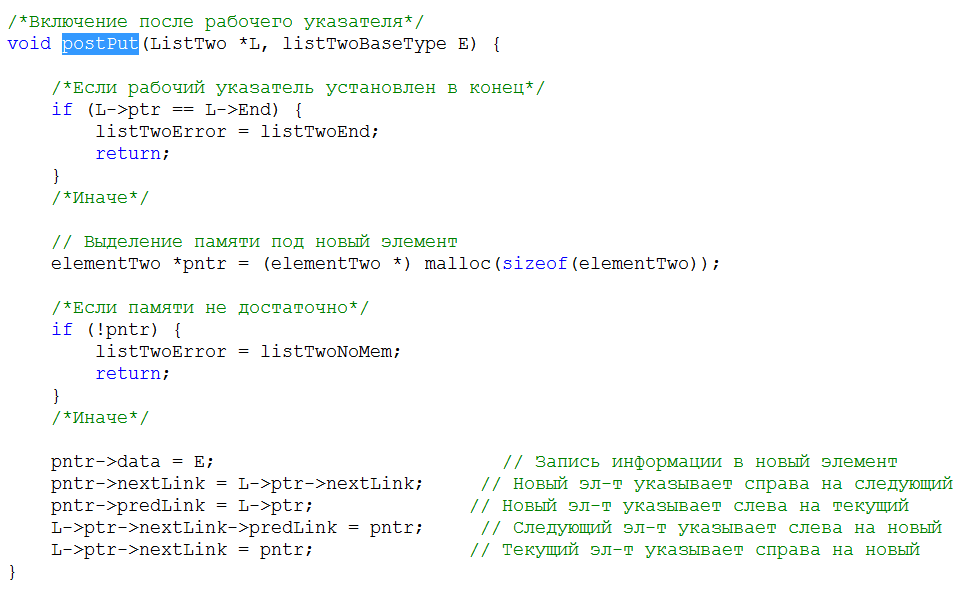 /*Включение после рабочего указателя*/
void postPut(ListTwo *L, listTwoBaseType E) {
/*Если рабочий указатель установлен в конец*/
if (L->ptr == L->End) {
listTwoError = listTwoEnd;
return;
}
/*Иначе*/
// Выделение памяти под новый элемент
elementTwo *pntr = (elementTwo *) malloc(sizeof(elementTwo));
/*Если памяти не достаточно*/
if (!pntr) {
listTwoError = listTwoNoMem;
return;
}
/*Иначе*/
pntr->data = E; // Запись информации в новый элемент
pntr->nextLink = L->ptr->nextLink; // Новый эл-т указывает справа на следующий
pntr->predLink = L->ptr; // Новый эл-т указывает слева на текущий
L->ptr->nextLink->predLink = pntr; // Следующий эл-т указывает слева на новый
L->ptr->nextLink = pntr; // Текущий эл-т указывает справа на новый
}